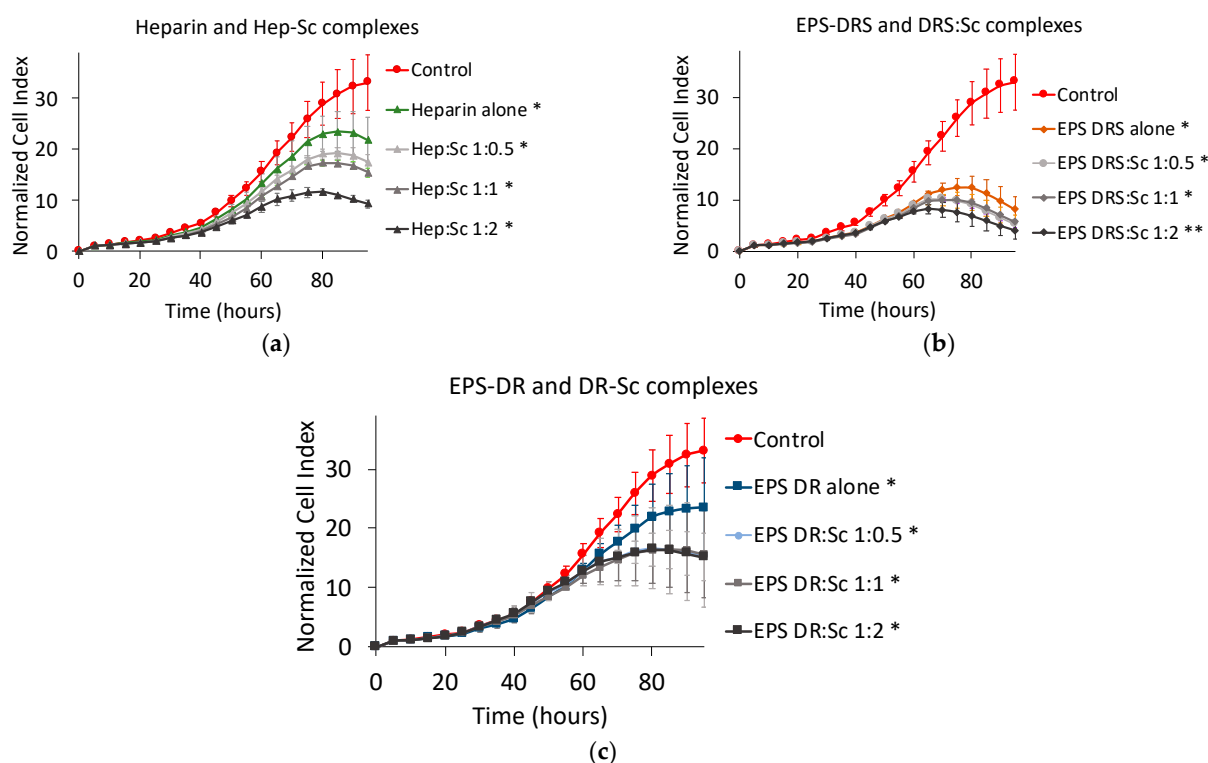 Heparin and Hep-Sc complexes
Normalized Cell Index
30
20
10
0
0 20 40 60 80
Time (hours)
Control
Heparin alone *
Hep:Sc 1:0.5 *
Hep:Sc 1:1 *
Hep:Sc 1:2 *
(a)
EPS-DRS and DRS:Sc complexes
Normalized Cell Index
30
20
10
0
0 20 40 60 80
Time (hours)
Control
EPS DRS alone *
EPS DRS:Sc 1:0.5 *
EPS DRS:Sc 1:1 *
EPS DRS:Sc 1:2 **
(b)
EPS-DR and DR-Sc complexes
Normalized Cell Index
30
20
10
0
0 20 40 60 80
Time (hours)
Control
EPS DR alone *
EPS DR:Sc 1:0.5 *
EPS DR:Sc 1:1 *
EPS DR:Sc 1:2 *
(c)